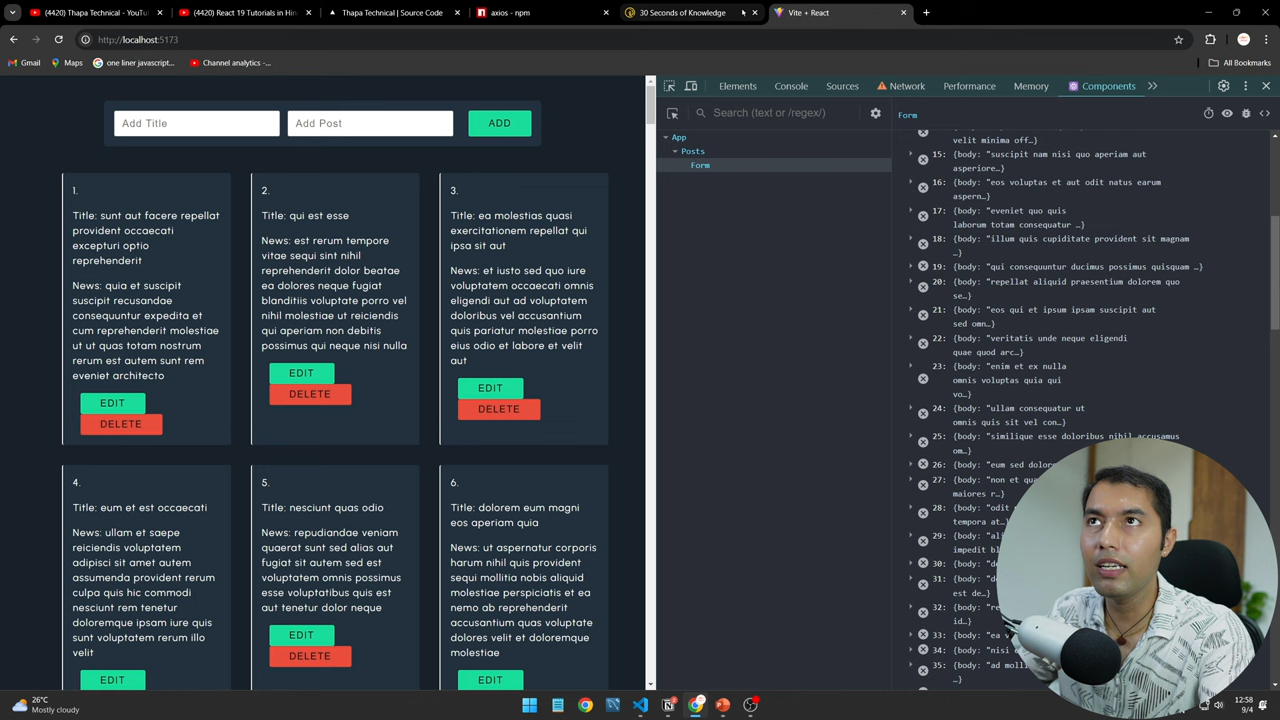 (4420) Thapa Technical - YouTu
(4420) React 19 Tutorials in Hin
Thapa Technical | Source Code
axios - npm
30 Seconds of Knowledge
Vite + React
http://localhost:5173
Gmail
Maps
one liner javascript...
Channel analytics -...
All Bookmarks
Add Title
Add Post
ADD
1.
Title: sunt aut facere repellat
provident occaecati
excepturi optio
reprehenderit
News: quia et suscipit
suscipit recusandae
consequuntur expedita et
cum reprehenderit molestiae
ut ut quas totam nostrum
rerum est autem sunt rem
eveniet architecto
EDIT
DELETE
2.
Title: qui est esse
News: est rerum tempore
vitae sequi sint nihil
reprehenderit dolor beatae
ea dolores neque fugiat
blanditiis voluptate porro vel
nihil molestiae ut reiciendis
qui aperiam non debitis
possimus qui neque nisi nulla
EDIT
DELETE
3.
Title: ea molestias quasi
exercitationem repellat qui
ipsa sit aut
News: et iusto sed quo iure
voluptatem occaecati omnis
eligendi aut ad voluptatem
doloribus vel accusantium
quis pariatur molestiae porro
eius odio et labore et velit
aut
EDIT
DELETE
4.
Title: eum et est occaecati
News: ullam et saepe
reiciendis voluptatem
adipisci sit amet autem
assumenda provident rerum
culpa quis hic commodi
nesciunt rem tenetur
doloremque ipsam iure quis
sunt voluptatem rerum illo
velit
EDIT
5.
Title: nesciunt quas odio
News: repudiandae veniam
quaerat sunt sed alias aut
fugiat sit autem sed est
voluptatem omnis possimus
esse voluptatibus quis est
aut tenetur dolor neque
EDIT
DELETE
6.
Title: dolorem eum magni
eos aperiam quia
News: ut aspernatur corporis
harum nihil quis provident
sequi mollitia nobis aliquid
molestiae perspiciatis et ea
nemo ab reprehenderit
accusantium quas voluptate
dolores velit et doloremque
molestiae
EDIT
Elements
Console
Sources
Network
Performance
Memory
Components
Search (text or /regex/)
App
Posts
Form
Form
velit minima off…}
15: {body: "suscipit nam nisi quo aperiam aut
asperiore…}
16: {body: "eos voluptas et aut odit natus earum
aspern…}
17: {body: "eveniet quo quis
laborum totam consequatur …}
18: {body: "illum quis cupiditate provident sit magnam
…}
19: {body: "qui consequuntur ducimus possimus quisquam …}
20: {body: "repellat aliquid praesentium dolorem quo
se…}
21: {body: "eos qui et ipsum ipsam suscipit aut
sed omn…}
22: {body: "veritatis unde neque eligendi
quae quod arc…}
23: {body: "enim et ex nulla
omnis voluptas quia qui
vo…}
24: {body: "ullam consequatur ut
omnis quis sit vel con…}
25: {body: "similique esse doloribus nihil accusamus
om…}
26: {body: "eum sed dolor
27: {body: "non et qua
maiores r…}
28: {body: "odit
tempora at…}
29: {body: "ali
impedit bl
30: {body: "do
31: {body: "de
est de…}
32: {body: "re
id…}
33: {body: "ea v
34: {body: "nisi
35: {body: "ad moll
…}
26°C
Mostly cloudy
12:58
9/4